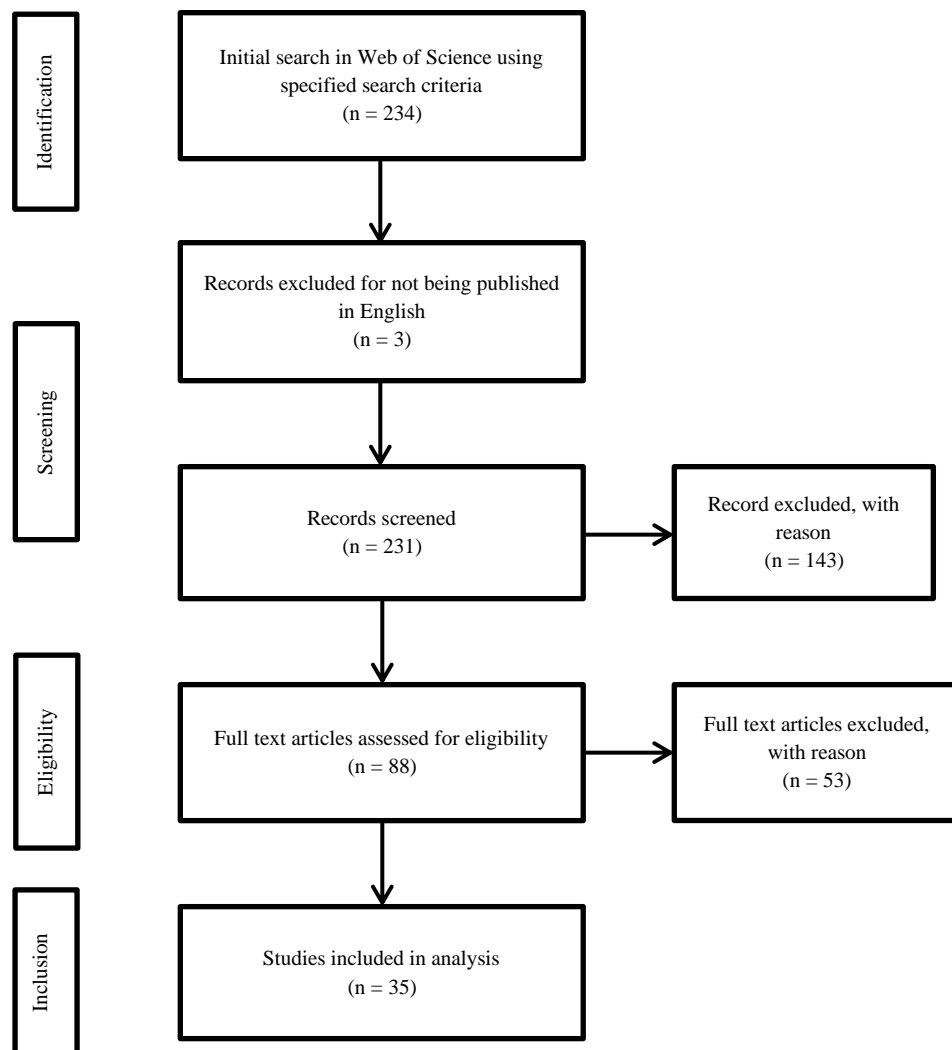 Identification
Initial search in Web of Science using
specified search criteria
(n = 234)
Records excluded for not being published
in English
(n = 3)
Screening
Records screened
(n = 231)
Record excluded, with
reason
(n = 143)
Eligibility
Full text articles assessed for eligibility
(n = 88)
Full text articles excluded,
with reason
(n = 53)
Inclusion
Studies included in analysis
(n = 35)